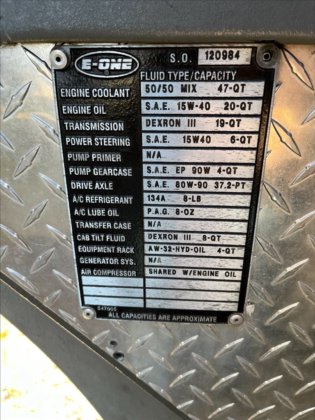 E-ONE S.O. 120984
FLUID TYPE/CAPACITY
ENGINE COOLANT 50/50 MIX 47-QT
ENGINE OIL S.A.E. 15W-40 20-QT
TRANSMISSION DEXRON III 19-QT
POWER STEERING S.A.E. 15W40 6-QT
PUMP PRIMER N/A
PUMP GEARCASE S.A.E. EP 90W 4-QT
DRIVE AXLE S.A.E. 80W-90 37.2-PT
A/C REFRIGERANT 134A 8-LB
A/C LUBE OIL P.A.G. 8-OZ
TRANSFER CASE N/A
CAB TILT FLUID DEXRON III 8-QT
EQUIPMENT RACK AW-32-HYD-OIL 4-QT
GENERATOR SYS. N/A
AIR COMPRESSOR SHARED W/ENGINE OIL
ALL CAPACITIES ARE APPROXIMATE